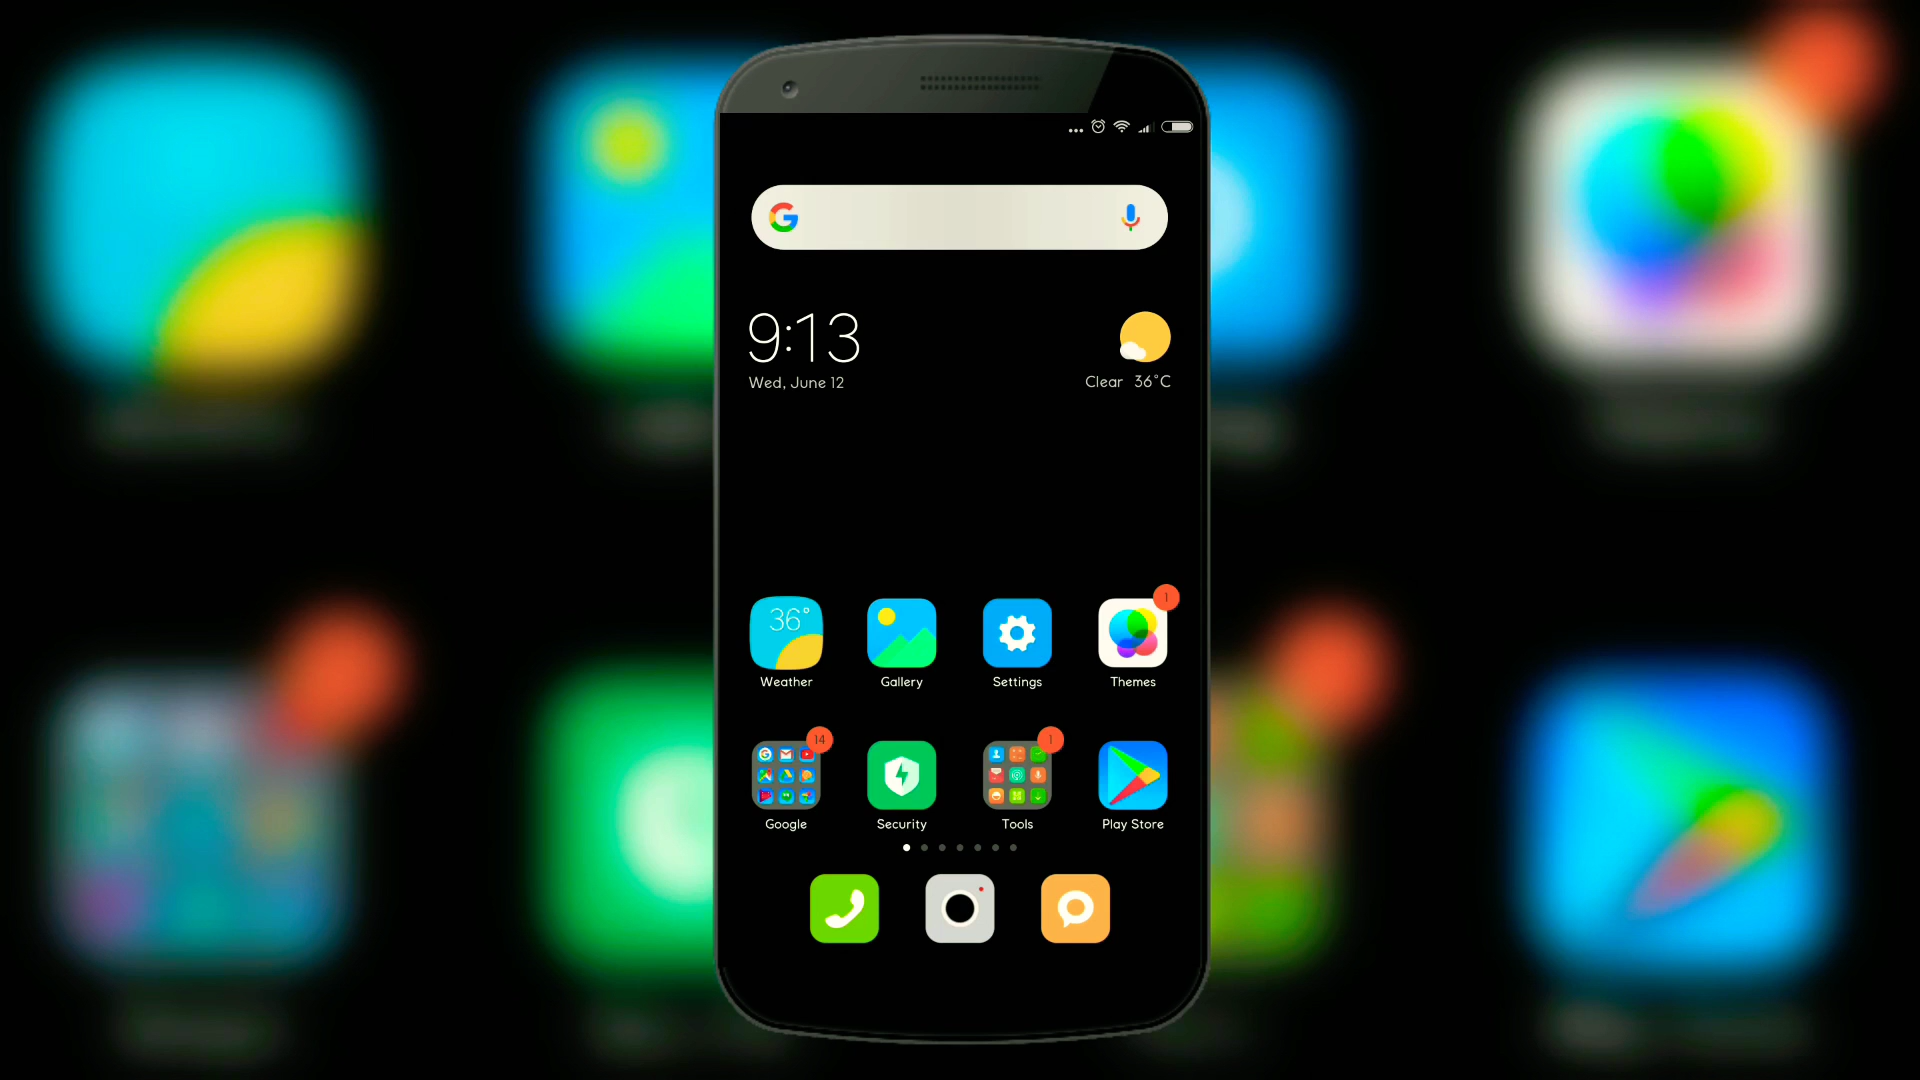 9:13
Wed, June 12
Clear 36°C
36°
1
Weather
Gallery
Settings
Themes
14
1
Google
Security
Tools
Play Store